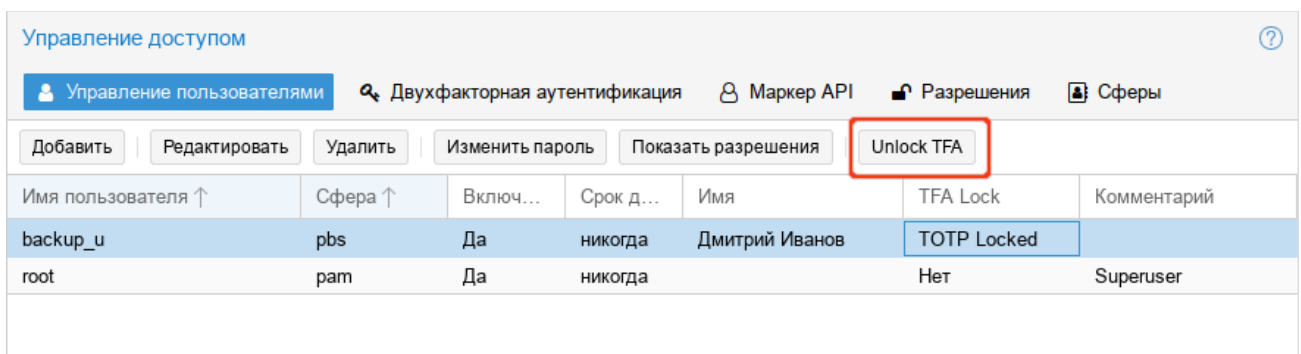 Управление доступом
Управление пользователями Двухфакторная аутентификация Маркер API Разрешения Сферы
Добавить Редактировать Удалить Изменить пароль Показать разрешения Unlock TFA
Имя пользователя ↑ Сфера ↑ Включ... Срок д... Имя TFA Lock Комментарий
backup_u pbs Да никогда Дмитрий Иванов TOTP Locked
root pam Да никогда Нет Superuser